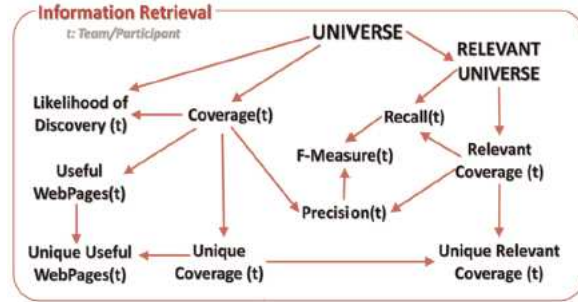 Information Retrieval
t: Team/Participant
UNIVERSE
RELEVANT
UNIVERSE
Likelihood of
Discovery (t)
Coverage(t)
Recall(t)
F-Measure(t)
Relevant
Coverage (t)
Useful
WebPages(t)
Precision(t)
Unique Useful
WebPages(t)
Unique
Coverage (t)
Unique Relevant
Coverage (t)